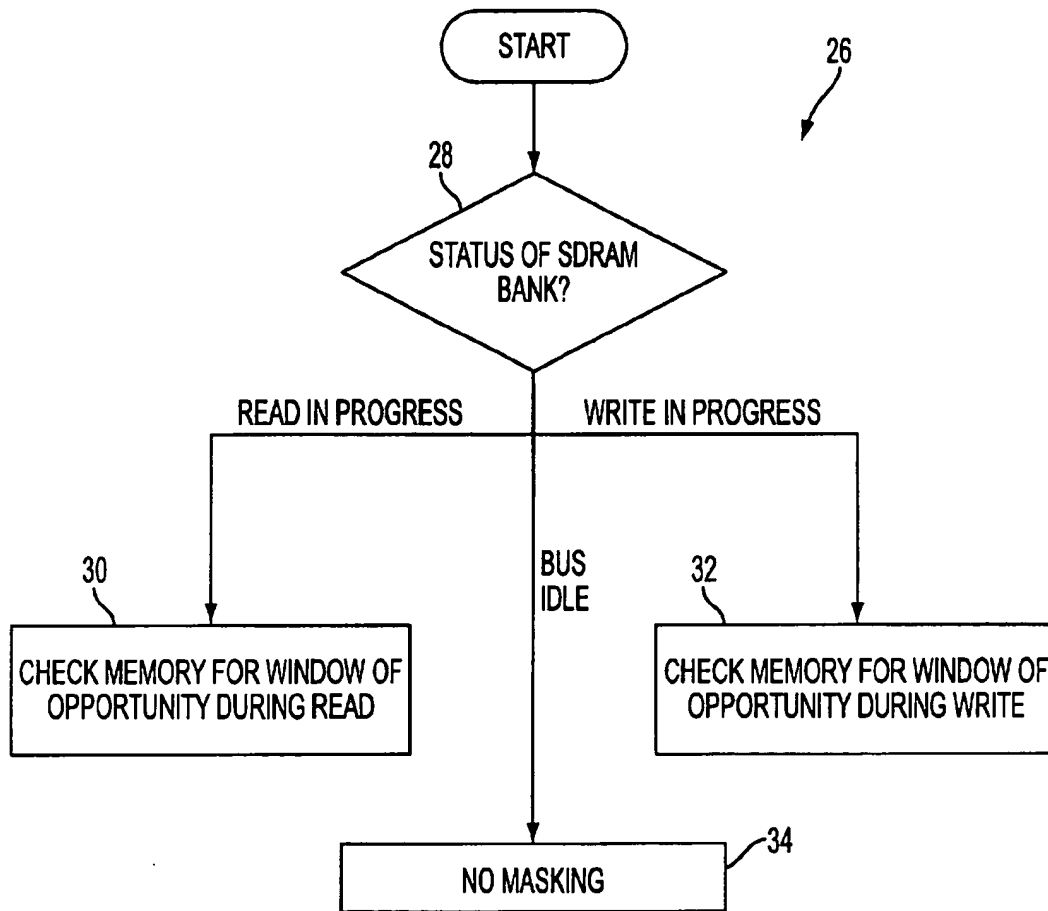 START
26
28
STATUS OF SDRAM
BANK?
READ IN PROGRESS
WRITE IN PROGRESS
BUS
IDLE
30
32
CHECK MEMORY FOR WINDOW OF
OPPORTUNITY DURING READ
CHECK MEMORY FOR WINDOW OF
OPPORTUNITY DURING WRITE
34
NO MASKING